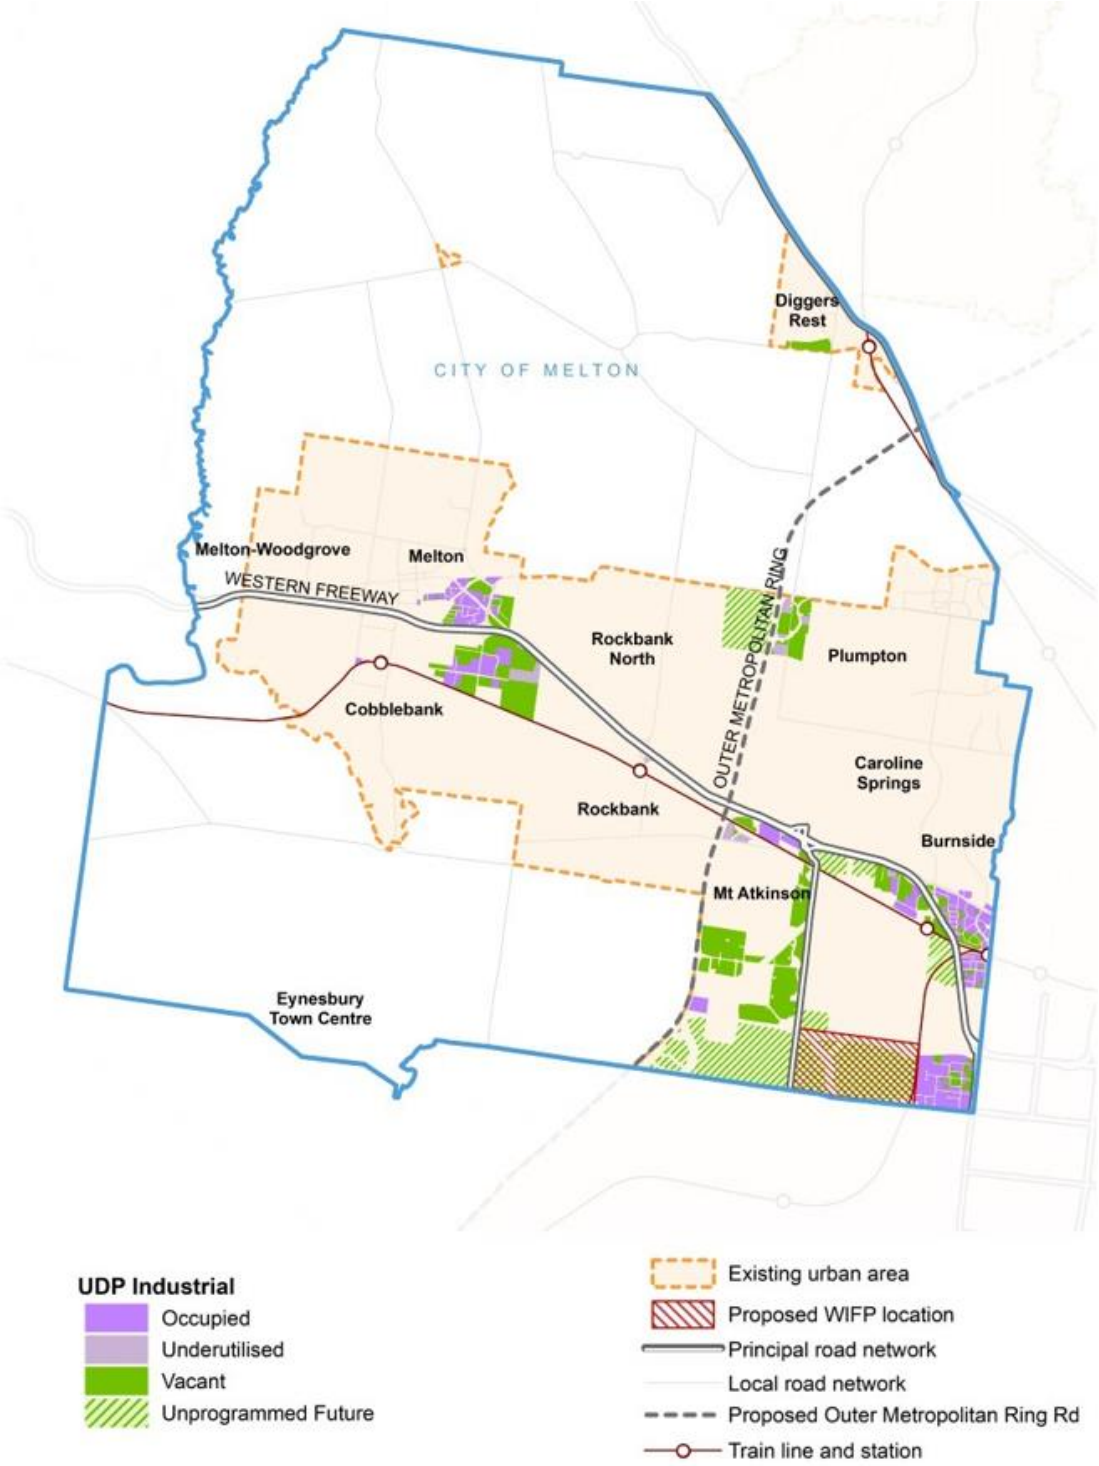 Diggers
Rest
CITY OF MELTON
Melton-Woodgrove
Melton
WESTERN FREEWAY
OUTER METROPOLITAN RING
Rockbank
North
Plumpton
Cobblebank
Caroline
Springs
Rockbank
Burnside
Mt Atkinson
Eynesbury
Town Centre
UDP Industrial
Occupied
Underutilised
Vacant
Unprogrammed Future
Existing urban area
Proposed WIFP location
Principal road network
Local road network
Proposed Outer Metropolitan Ring Rd
Train line and station